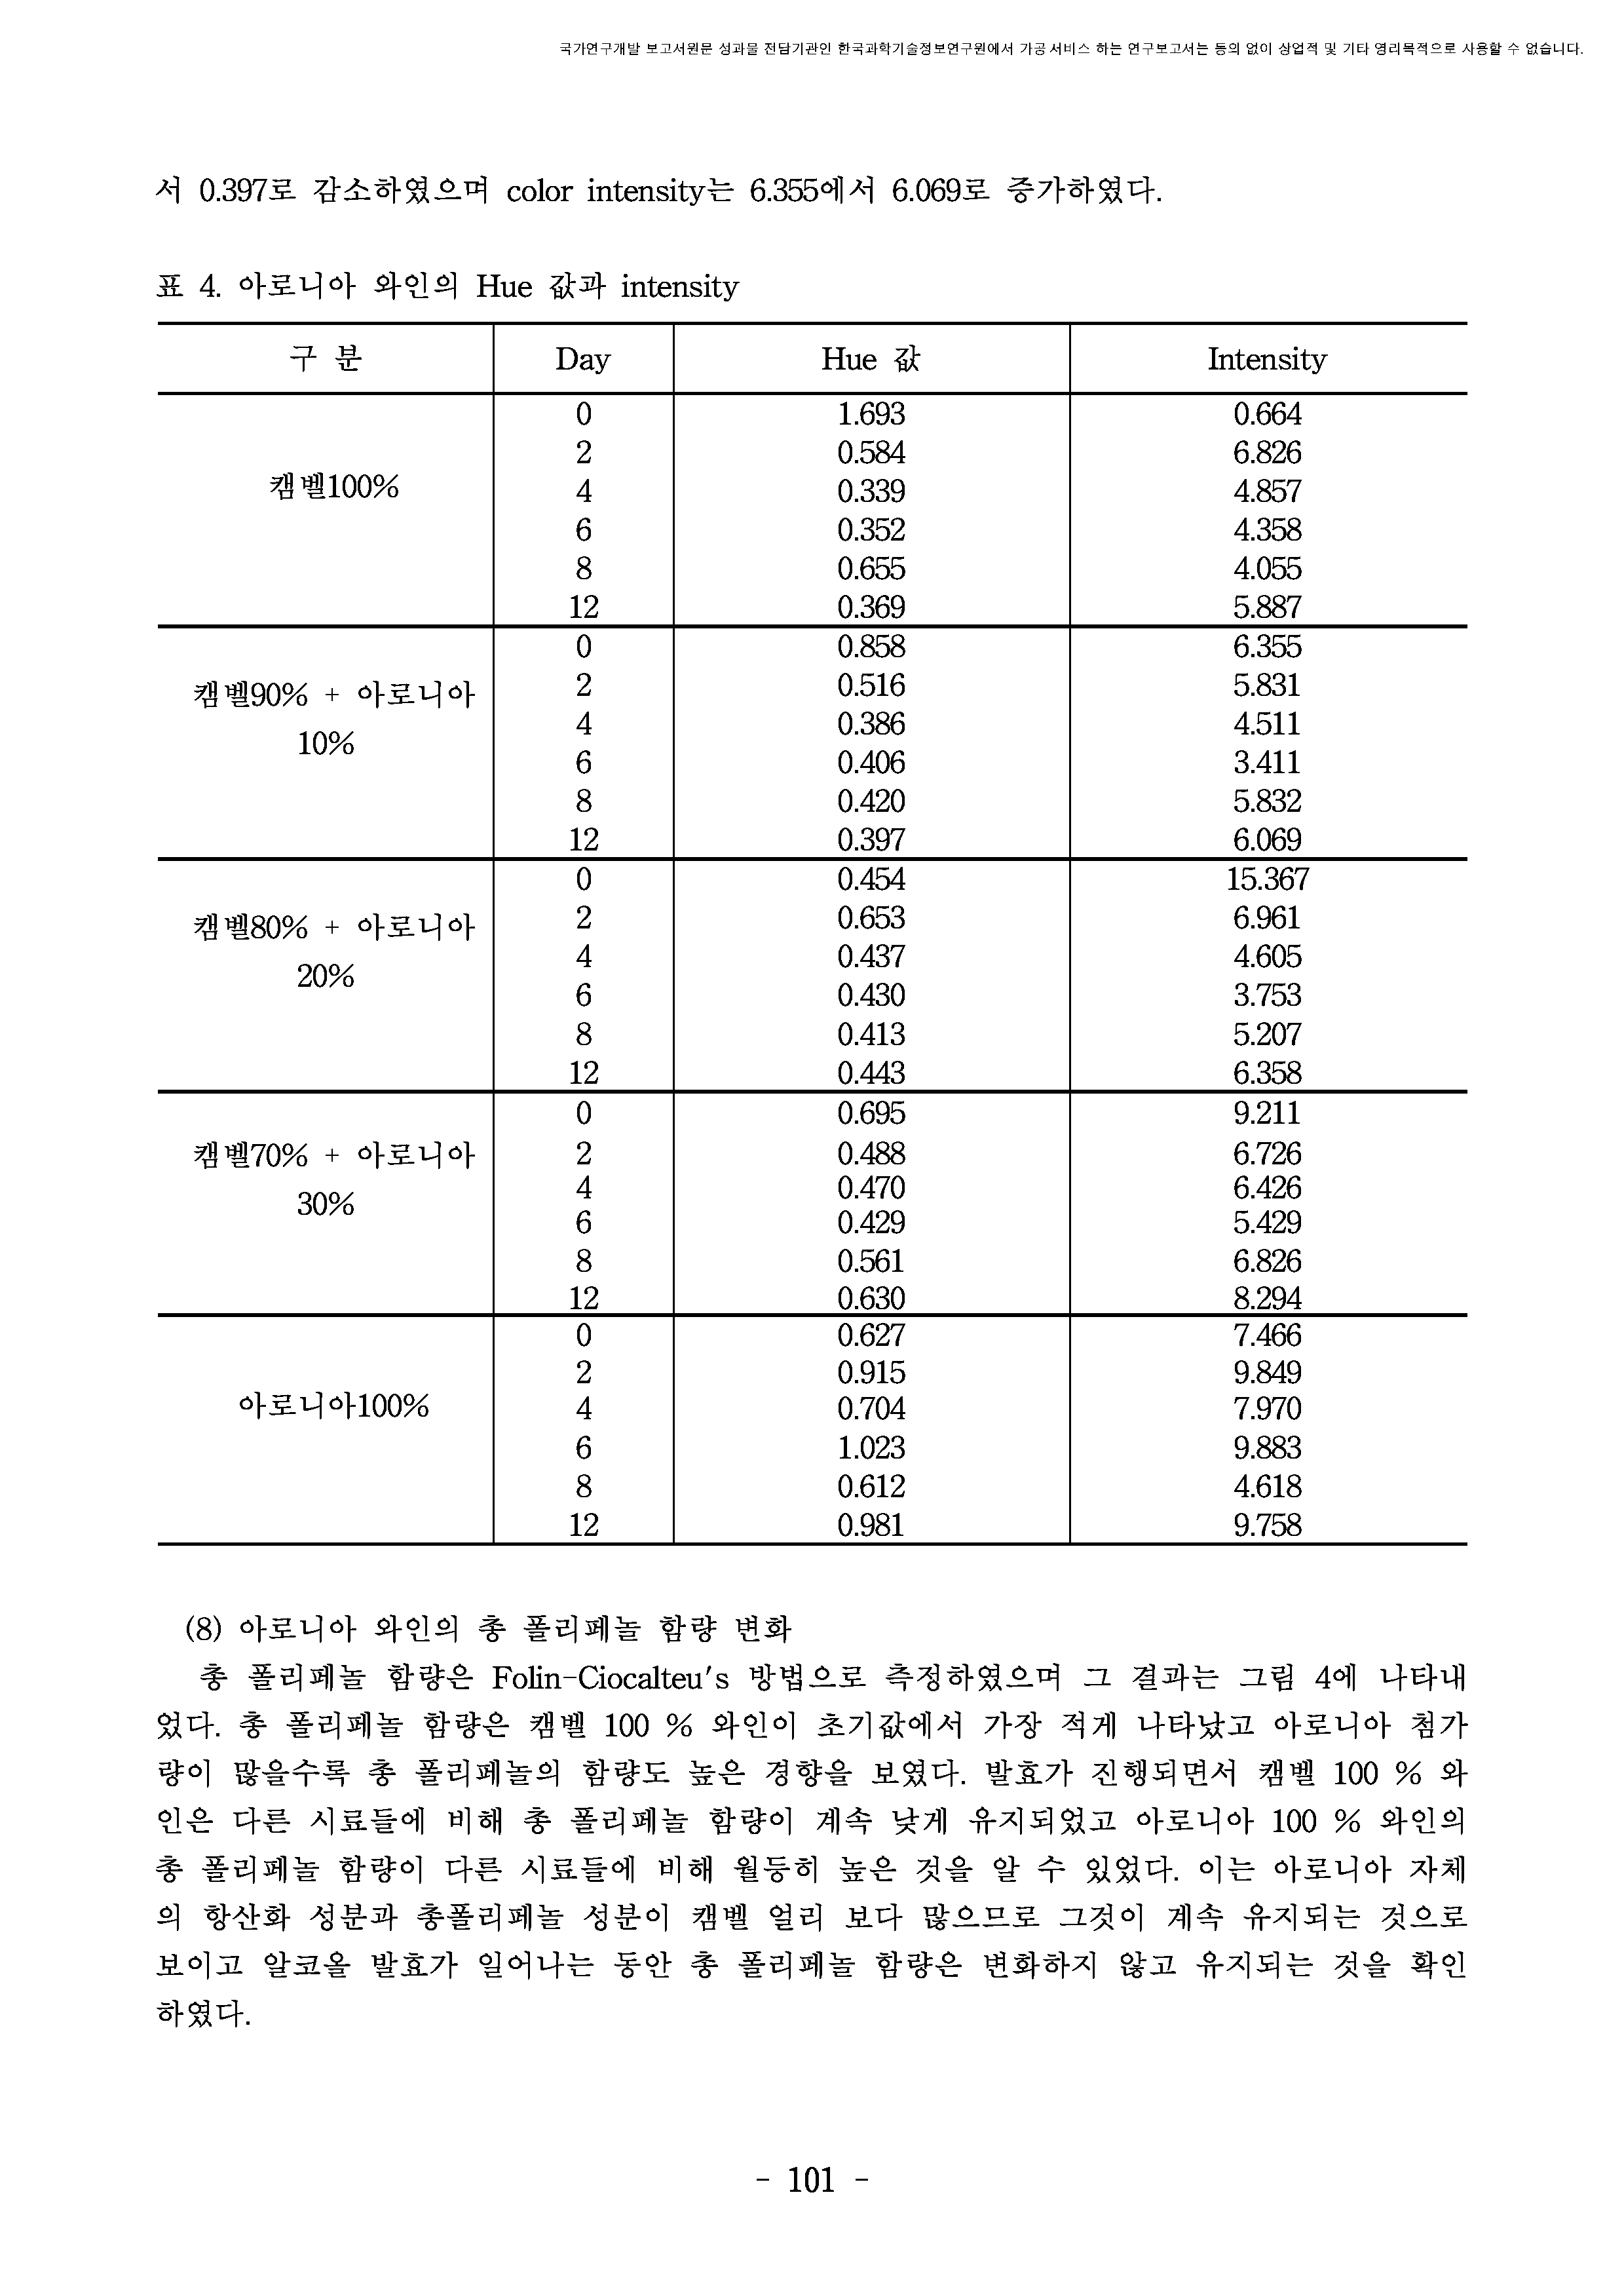 국가연구개발 보고서원문 성과물 전담기관인 한국과학기술정보연구원에서 가공·서비스 하는 연구보고서는 동의 없이 상업적 및 기타 영리목적으로 사용할 수 없습니다.
서 0.397로 감소하였으며 color intensity는 6.355에서 6.069로 증가하였다.
표 4. 아로니아 와인의 Hue 값과 intensity
구 분 Day Hue 값 Intensity
0 1.693 0.664
2 0.584 6.826
캠벨100% 4 0.339 4.857
6 0.352 4.358
8 0.655 4.055
12 0.369 5.887
0 0.858 6.355
캠벨90% + 아로니아 2 0.516 5.831
4 0.386 4.511
10%
6 0.406 3.411
8 0.420 5.832
12 0.397 6.069
0 0.454 15.367
캠벨80% + 아로니아 2 0.653 6.961
4 0.437 4.605
20%
6 0.430 3.753
8 0.413 5.207
12 0.443 6.358
0 0.695 9.211
캠벨70% + 아로니아 2 0.488 6.726
4 0.470 6.426
30%
6 0.429 5.429
8 0.561 6.826
12 0.630 8.294
0 0.627 7.466
2 0.915 9.849
아로니아100% 4 0.704 7.970
6 1.023 9.883
8 0.612 4.618
12 0.981 9.758
(8) 아로니아 와인의 총 폴리페놀 함량 변화
총 폴리페놀 함량은 Folin-Ciocalteu's 방법으로 측정하였으며 그 결과는 그림 4에 나타내
었다. 총 폴리페놀 함량은 캠벨 100 % 와인이 초기값에서 가장 적게 나타났고 아로니아 첨가
량이 많을수록 총 폴리페놀의 함량도 높은 경향을 보였다. 발효가 진행되면서 캠벨 100 % 와
인은 다른 시료들에 비해 총 폴리페놀 함량이 계속 낮게 유지되었고 아로니아 100 % 와인의
총 폴리페놀 함량이 다른 시료들에 비해 월등히 높은 것을 알 수 있었다. 이는 아로니아 자체
의 항산화 성분과 총폴리페놀 성분이 캠벨 얼리 보다 많으므로 그것이 계속 유지되는 것으로
보이고 알코올 발효가 일어나는 동안 총 폴리페놀 함량은 변화하지 않고 유지되는 것을 확인
하였다.
- 101 -